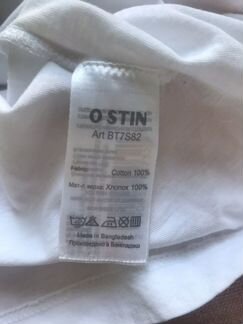 O'STIN
Art BT7S82
Fabric: Cotton 100%
Мат-л верха: Хлопок 100%
Made in Bangladesh
Произведено в Бангладеш